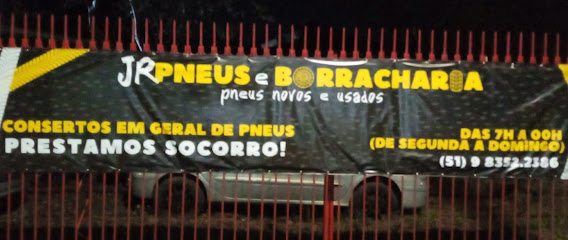 JR PNEUS e BORRACHARIA
pneus novos e usados
CONSERTOS EM GERAL DE PNEUS
PRESTAMOS SOCORRO!
DAS 7H A 00H
(DE SEGUNDA A DOMINGO)
(51) 9 8352.2386